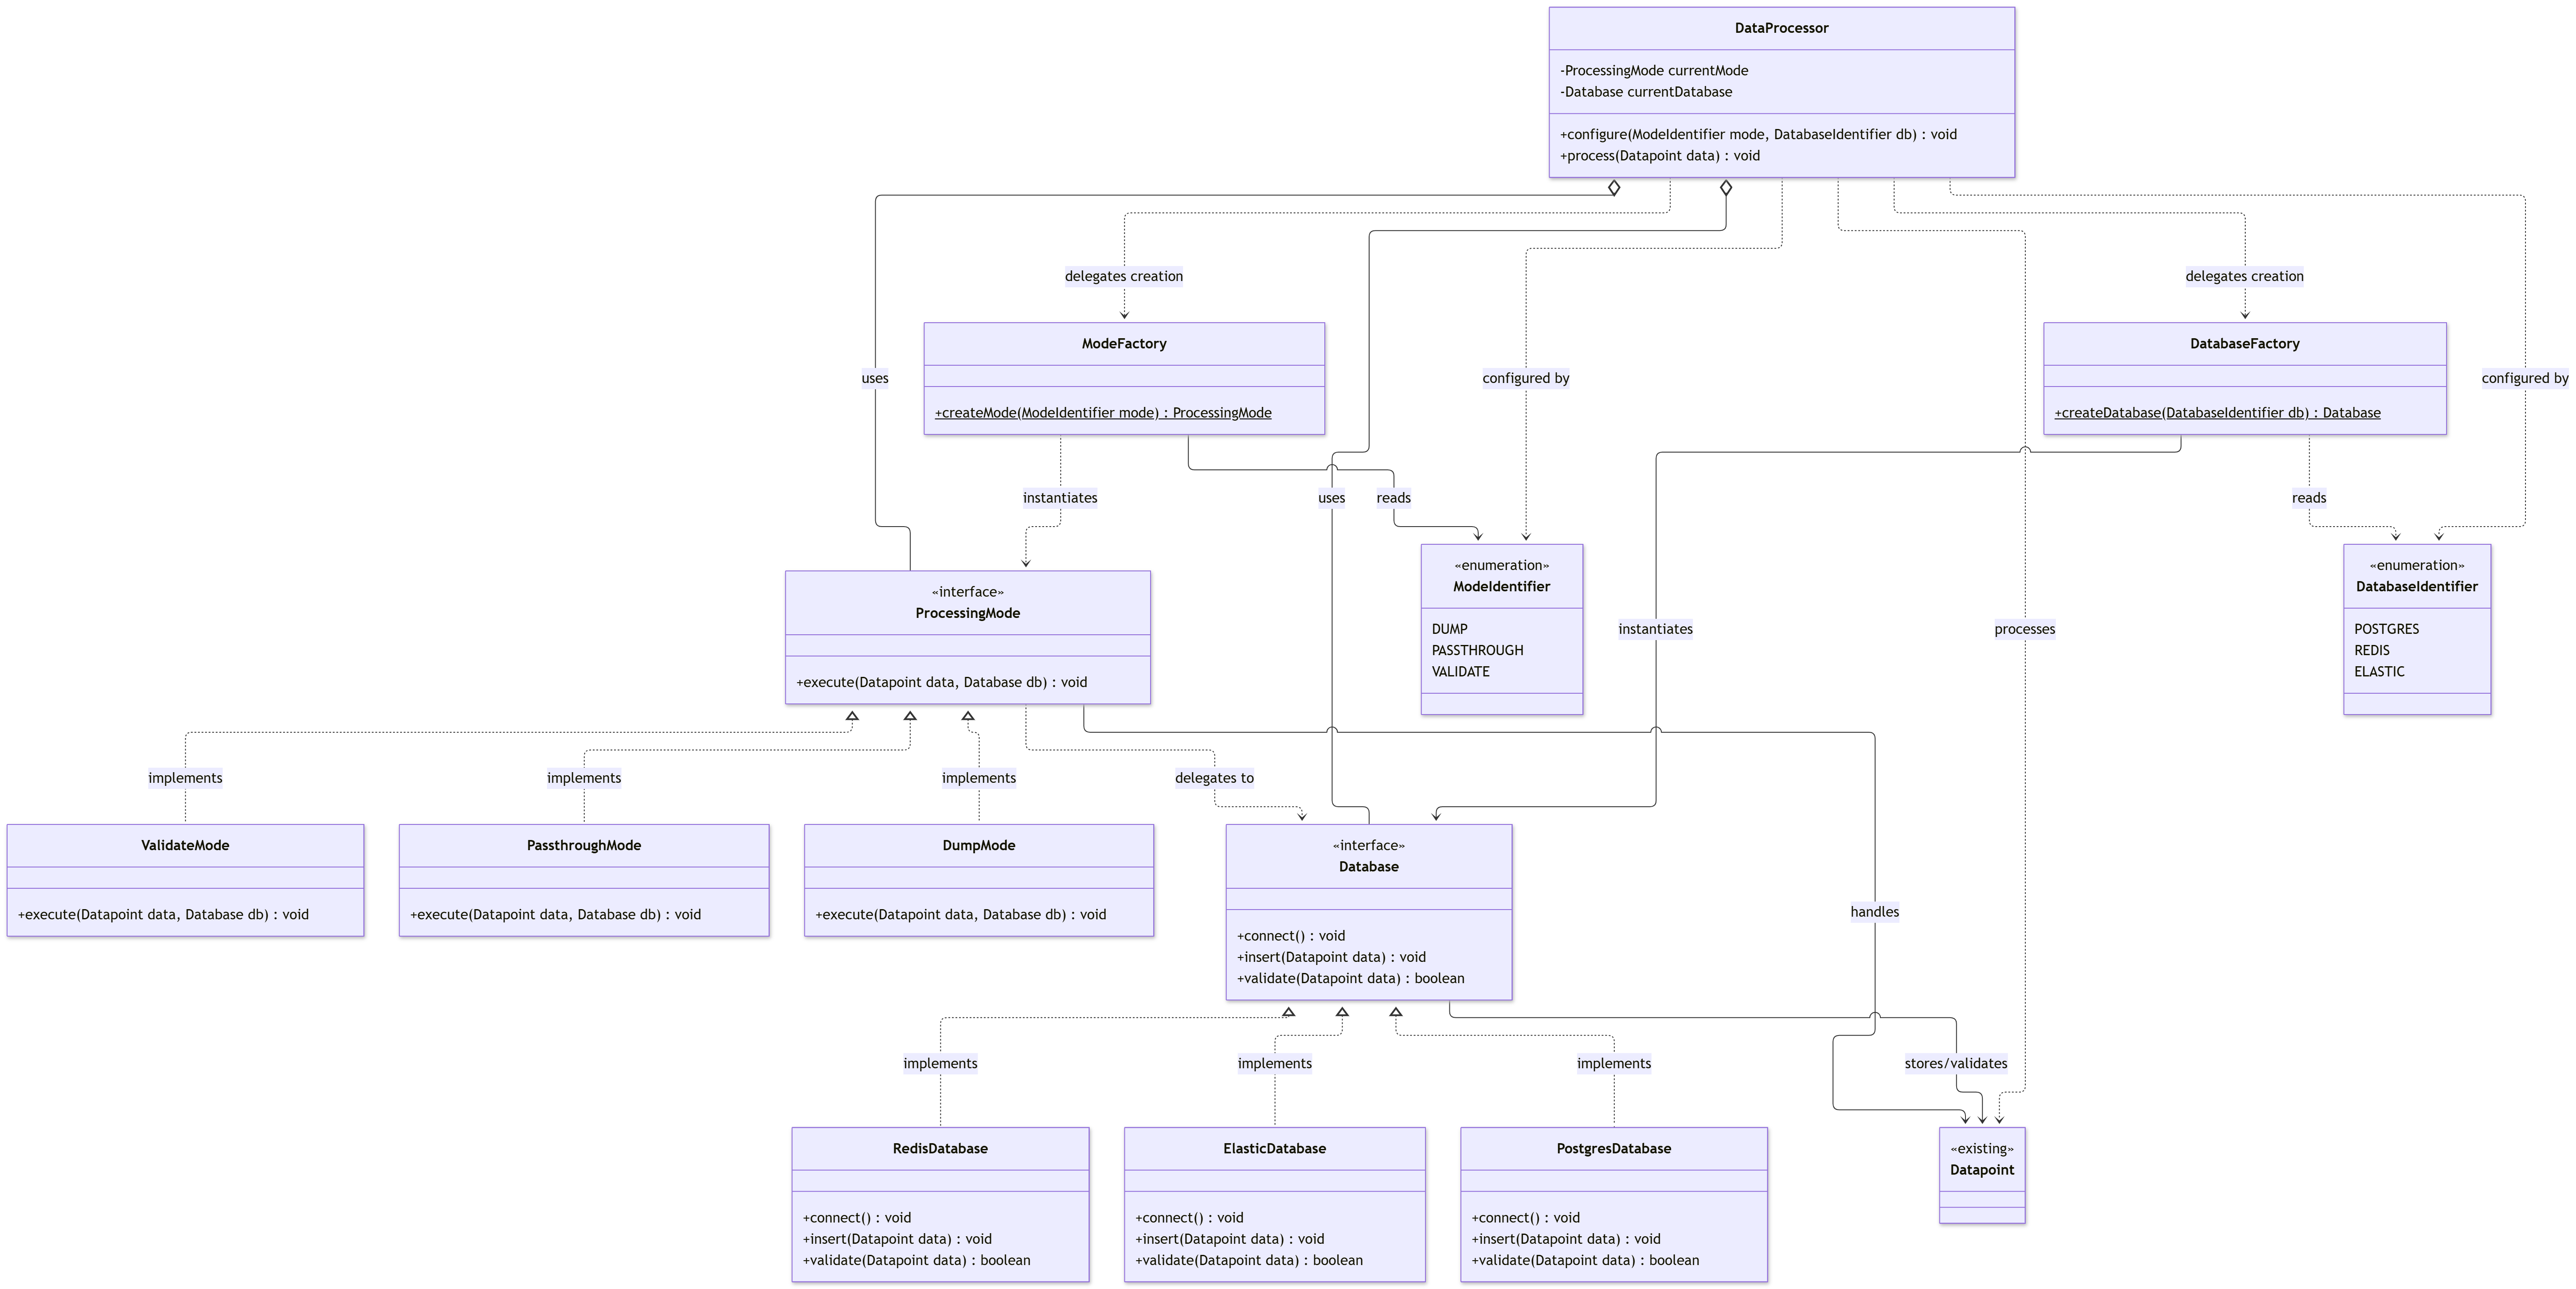 DataProcessor
-ProcessingMode currentMode
-Database currentDatabase
+configure(ModeIdentifier mode, DatabaseIdentifier db) : void
+process(Datapoint data) : void
delegates creation
delegates creation
ModeFactory
+createMode(ModeIdentifier mode) : ProcessingMode
DatabaseFactory
+createDatabase(DatabaseIdentifier db) : Database
uses
configured by
configured by
instantiates
uses
reads
reads
«interface»
ProcessingMode
+execute(Datapoint data, Database db) : void
«enumeration»
ModeIdentifier
DUMP
PASSTHROUGH
VALIDATE
instantiates
processes
«enumeration»
DatabaseIdentifier
POSTGRES
REDIS
ELASTIC
implements
implements
implements
delegates to
ValidateMode
+execute(Datapoint data, Database db) : void
PassthroughMode
+execute(Datapoint data, Database db) : void
DumpMode
+execute(Datapoint data, Database db) : void
«interface»
Database
+connect() : void
+insert(Datapoint data) : void
+validate(Datapoint data) : boolean
handles
implements
implements
implements
stores/validates
RedisDatabase
+connect() : void
+insert(Datapoint data) : void
+validate(Datapoint data) : boolean
ElasticDatabase
+connect() : void
+insert(Datapoint data) : void
+validate(Datapoint data) : boolean
PostgresDatabase
+connect() : void
+insert(Datapoint data) : void
+validate(Datapoint data) : boolean
«existing»
Datapoint